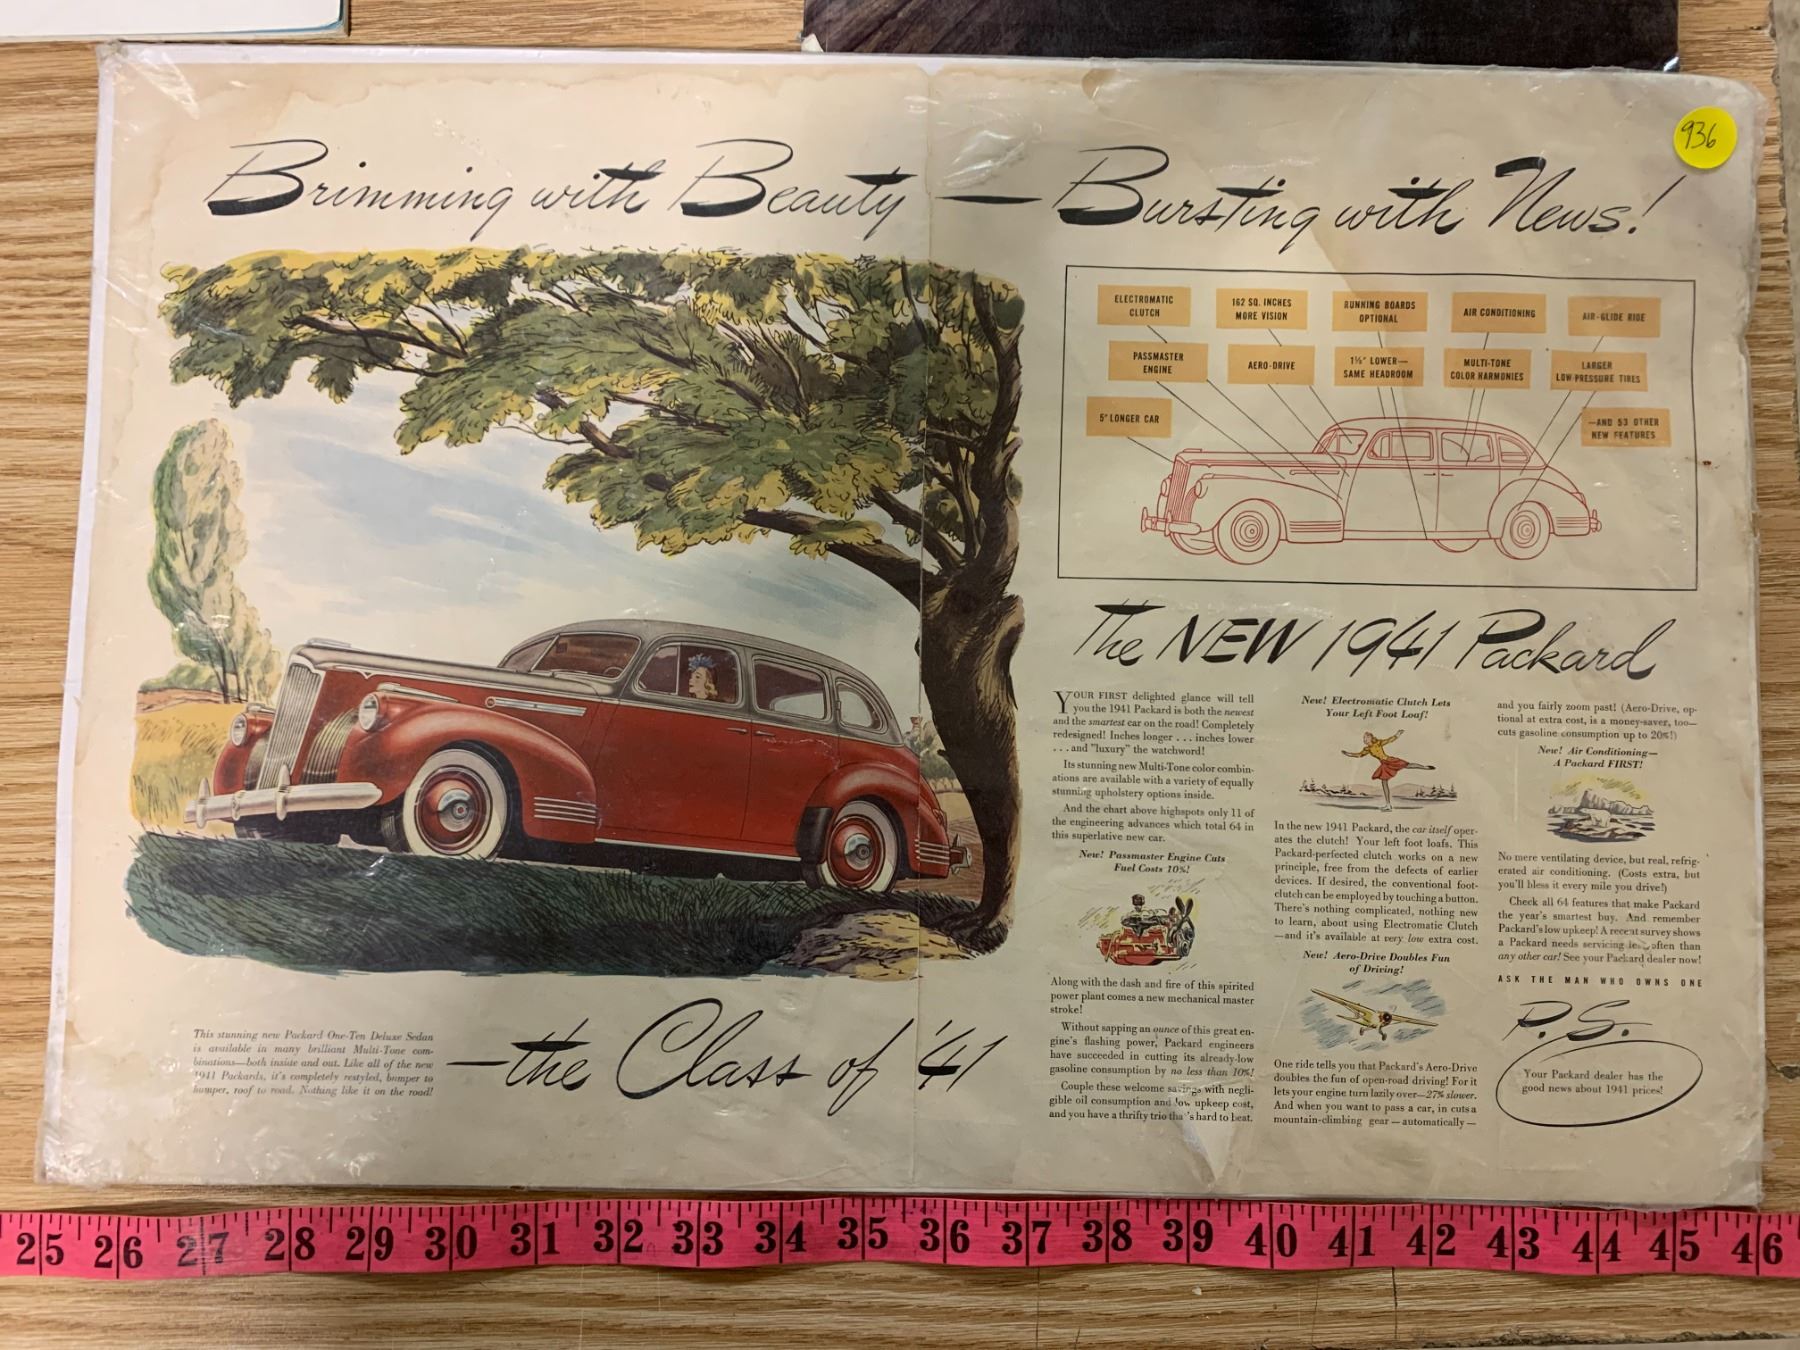 936
Brimming with Beauty — Bursting with News!
ELECTROMATIC
CLUTCH
162 SQ. INCHES
MORE VISION
RUNNING BOARDS
OPTIONAL
AIR CONDITIONING
AIR-GLIDE RIDE
PASSMASTER
ENGINE
AERO-DRIVE
1½" LOWER—
SAME HEADROOM
MULTI-TONE
COLOR HARMONIES
LARGER
LOW-PRESSURE TIRES
5" LONGER CAR
—AND 53 OTHER
NEW FEATURES
The NEW 1941 Packard
YOUR FIRST delighted glance will tell
you the 1941 Packard is both the newest
and the smartest car on the road! Completely
redesigned! Inches longer . . . inches lower
. . . and "luxury" the watchword!
Its stunning new Multi-Tone color combin-
ations are available with a variety of equally
stunning upholstery options inside.
And the chart above highspots only 11 of
the engineering advances which total 64 in
this superlative new car.
New! Passmaster Engine Cuts
Fuel Costs 10%!
Along with the dash and fire of this spirited
power plant comes a new mechanical master
stroke!
Without sapping an ounce of this great en-
gine's flashing power, Packard engineers
have succeeded in cutting its already-low
gasoline consumption by no less than 10%!
Couple these welcome savings with negli-
gible oil consumption and low upkeep cost,
and you have a thrifty trio that's hard to beat.
New! Electromatic Clutch Lets
Your Left Foot Loaf!
In the new 1941 Packard, the car itself oper-
ates the clutch! Your left foot loafs. This
Packard-perfected clutch works on a new
principle, free from the defects of earlier
devices. If desired, the conventional foot-
clutch can be employed by touching a button.
There's nothing complicated, nothing new
to learn, about using Electromatic Clutch
—and it's available at very low extra cost.
New! Aero-Drive Doubles Fun
of Driving!
One ride tells you that Packard's Aero-Drive
doubles the fun of open-road driving! For it
lets your engine turn lazily over—27% slower.
And when you want to pass a car, in cuts a
mountain-climbing gear — automatically —
and you fairly zoom past! (Aero-Drive, op-
tional at extra cost, is a money-saver, too—
cuts gasoline consumption up to 20%!)
New! Air Conditioning—
A Packard FIRST!
No mere ventilating device, but real, refrig-
erated air conditioning. (Costs extra, but
you'll bless it every mile you drive!)
Check all 64 features that make Packard
the year's smartest buy. And remember
Packard's low upkeep! A recent survey shows
a Packard needs servicing less often than
any other car! See your Packard dealer now!
ASK THE MAN WHO OWNS ONE
P.S.
Your Packard dealer has the
good news about 1941 prices!
This stunning new Packard One-Ten Deluxe Sedan
is available in many brilliant Multi-Tone com-
binations—both inside and out. Like all of the new
1941 Packards, it's completely restyled, bumper to
bumper, roof to road. Nothing like it on the road!
—the Class of '41
25 26 27 28 29 30 31 32 33 34 35 36 37 38 39 40 41 42 43 44 45 46